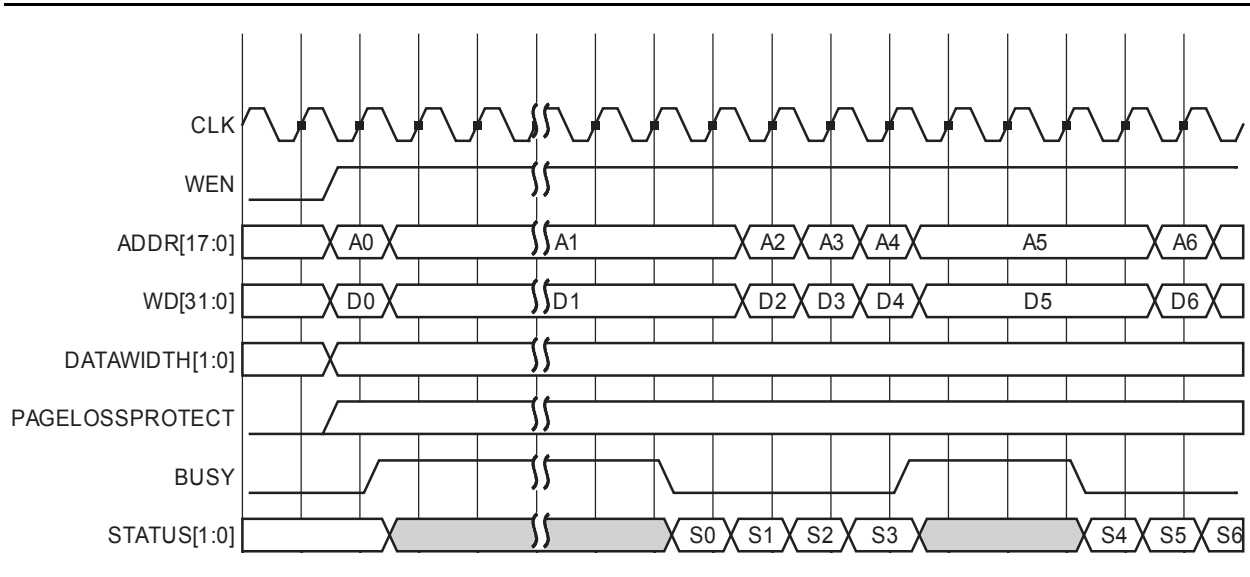 CLK
WEN
ADDR[17:0] A0 A1 A2 A3 A4 A5 A6
WD[31:0] D0 D1 D2 D3 D4 D5 D6
DATAWIDTH[1:0]
PAGELOSSPROTECT
BUSY
STATUS[1:0] S0 S1 S2 S3 S4 S5 S6